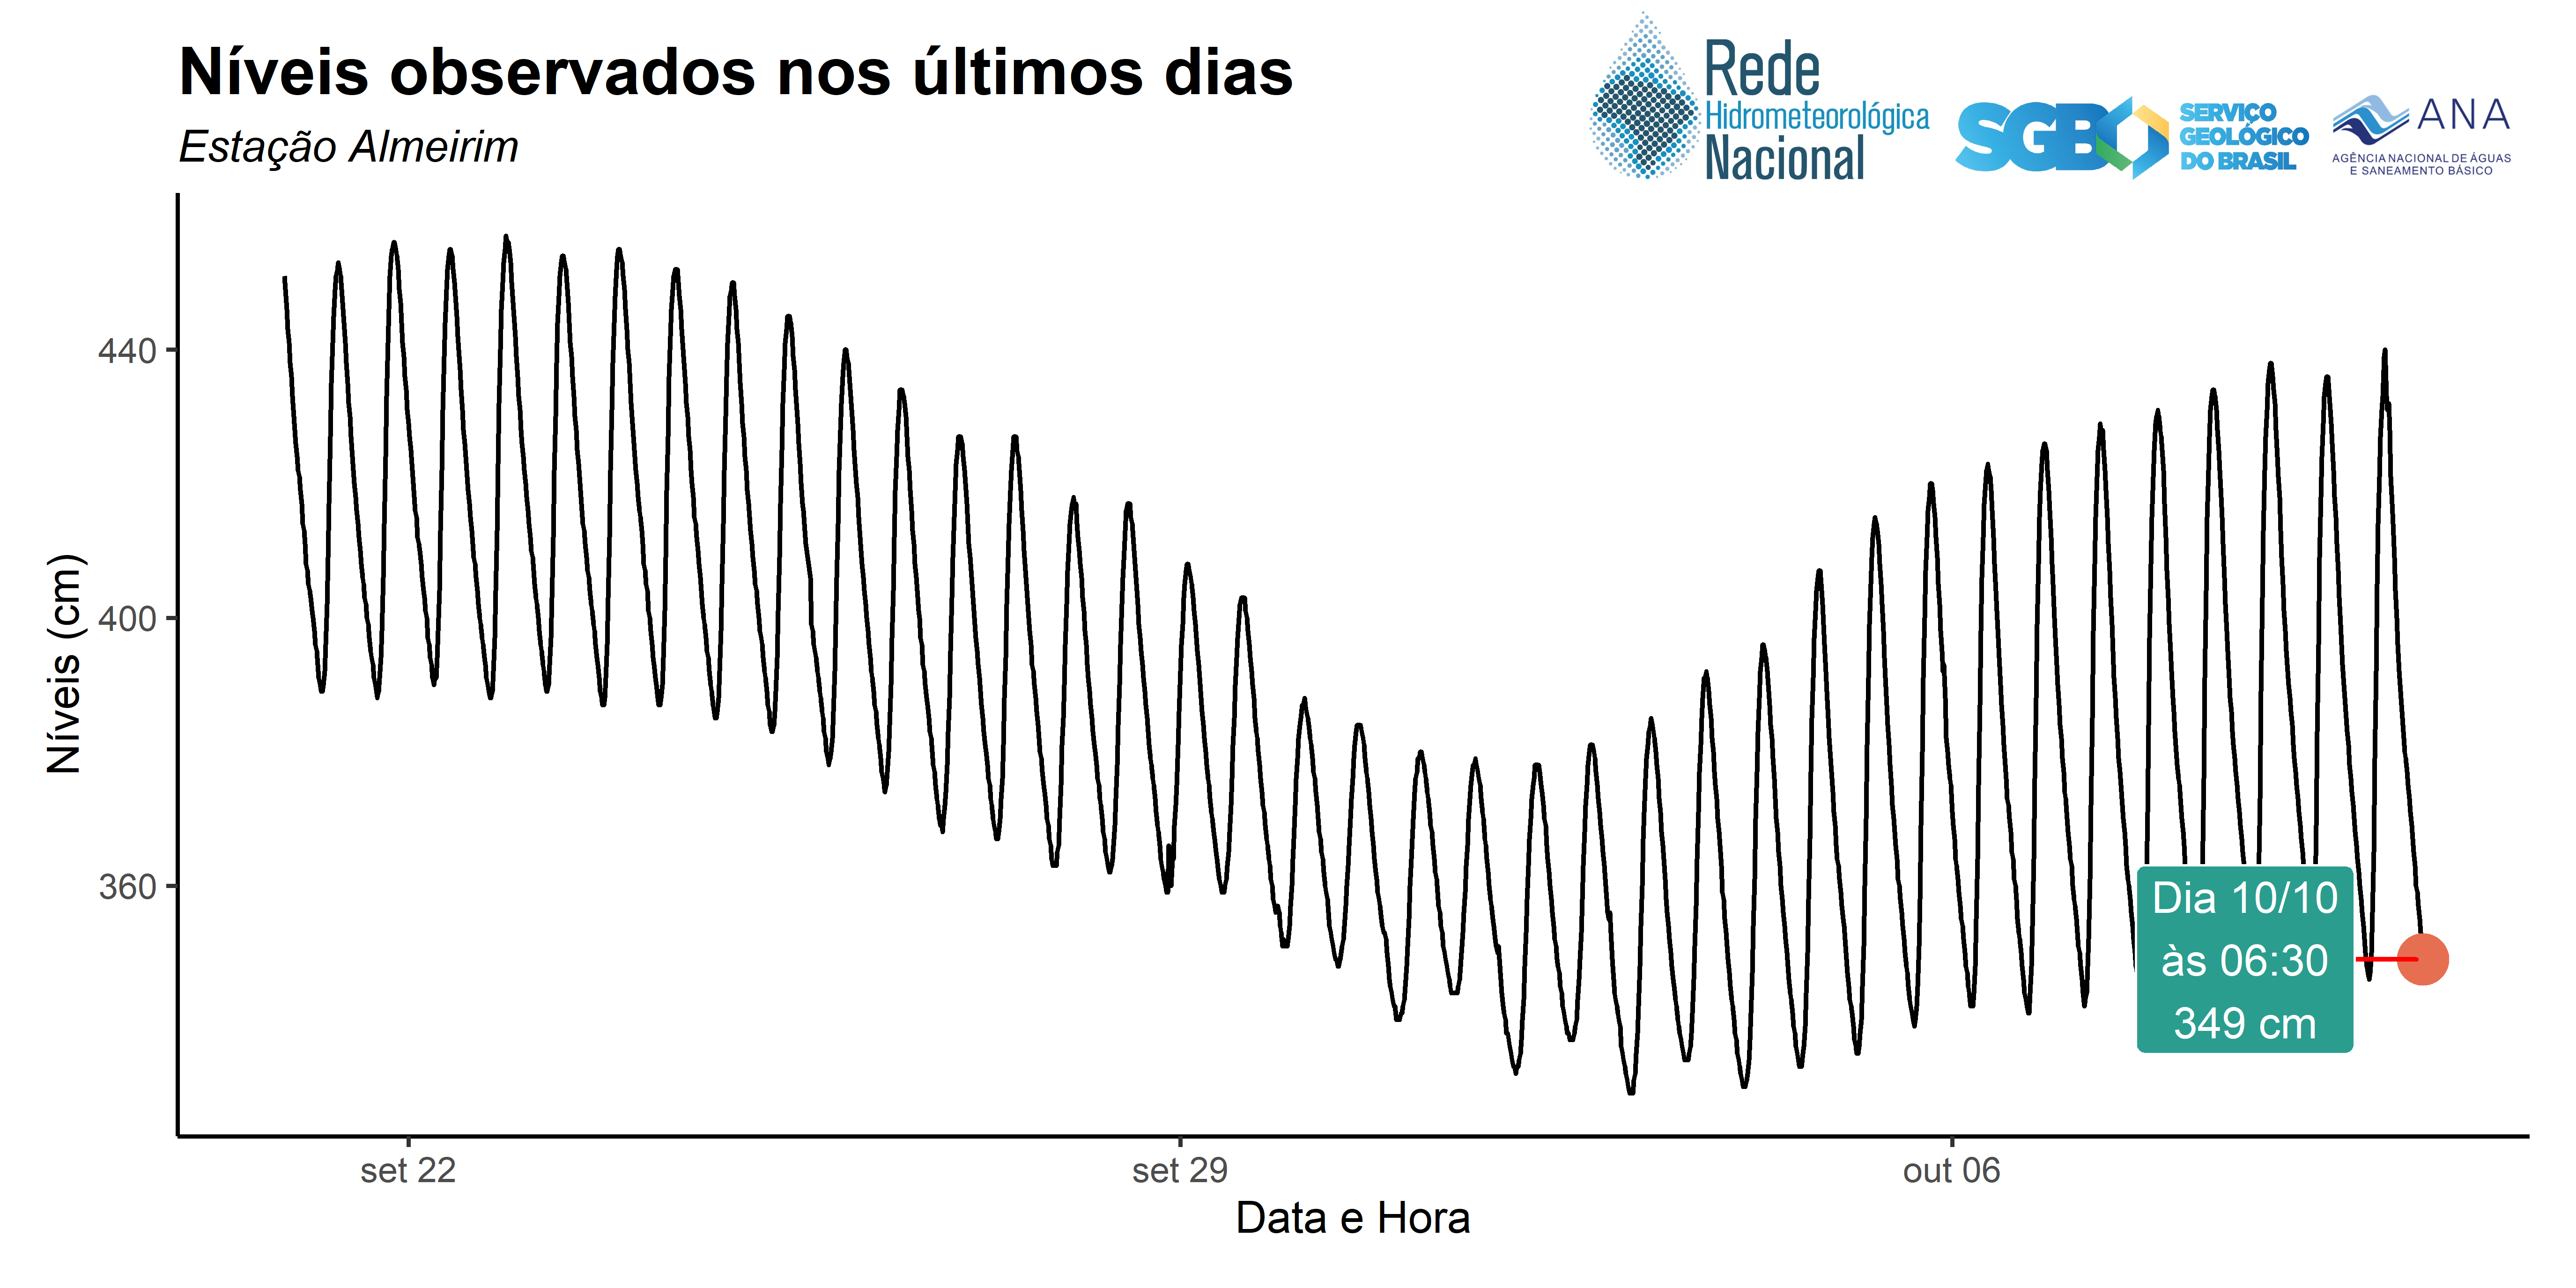 Níveis observados nos últimos dias
Estação Almeirim
Rede
Hidrometeorológica
Nacional
SGB
SERVIÇO
GEOLÓGICO
DO BRASIL
ANA
AGÊNCIA NACIONAL DE ÁGUAS
E SANEAMENTO BÁSICO
Níveis (cm)
440
400
360
Dia 10/10
às 06:30
349 cm
set 22
set 29
out 06
Data e Hora